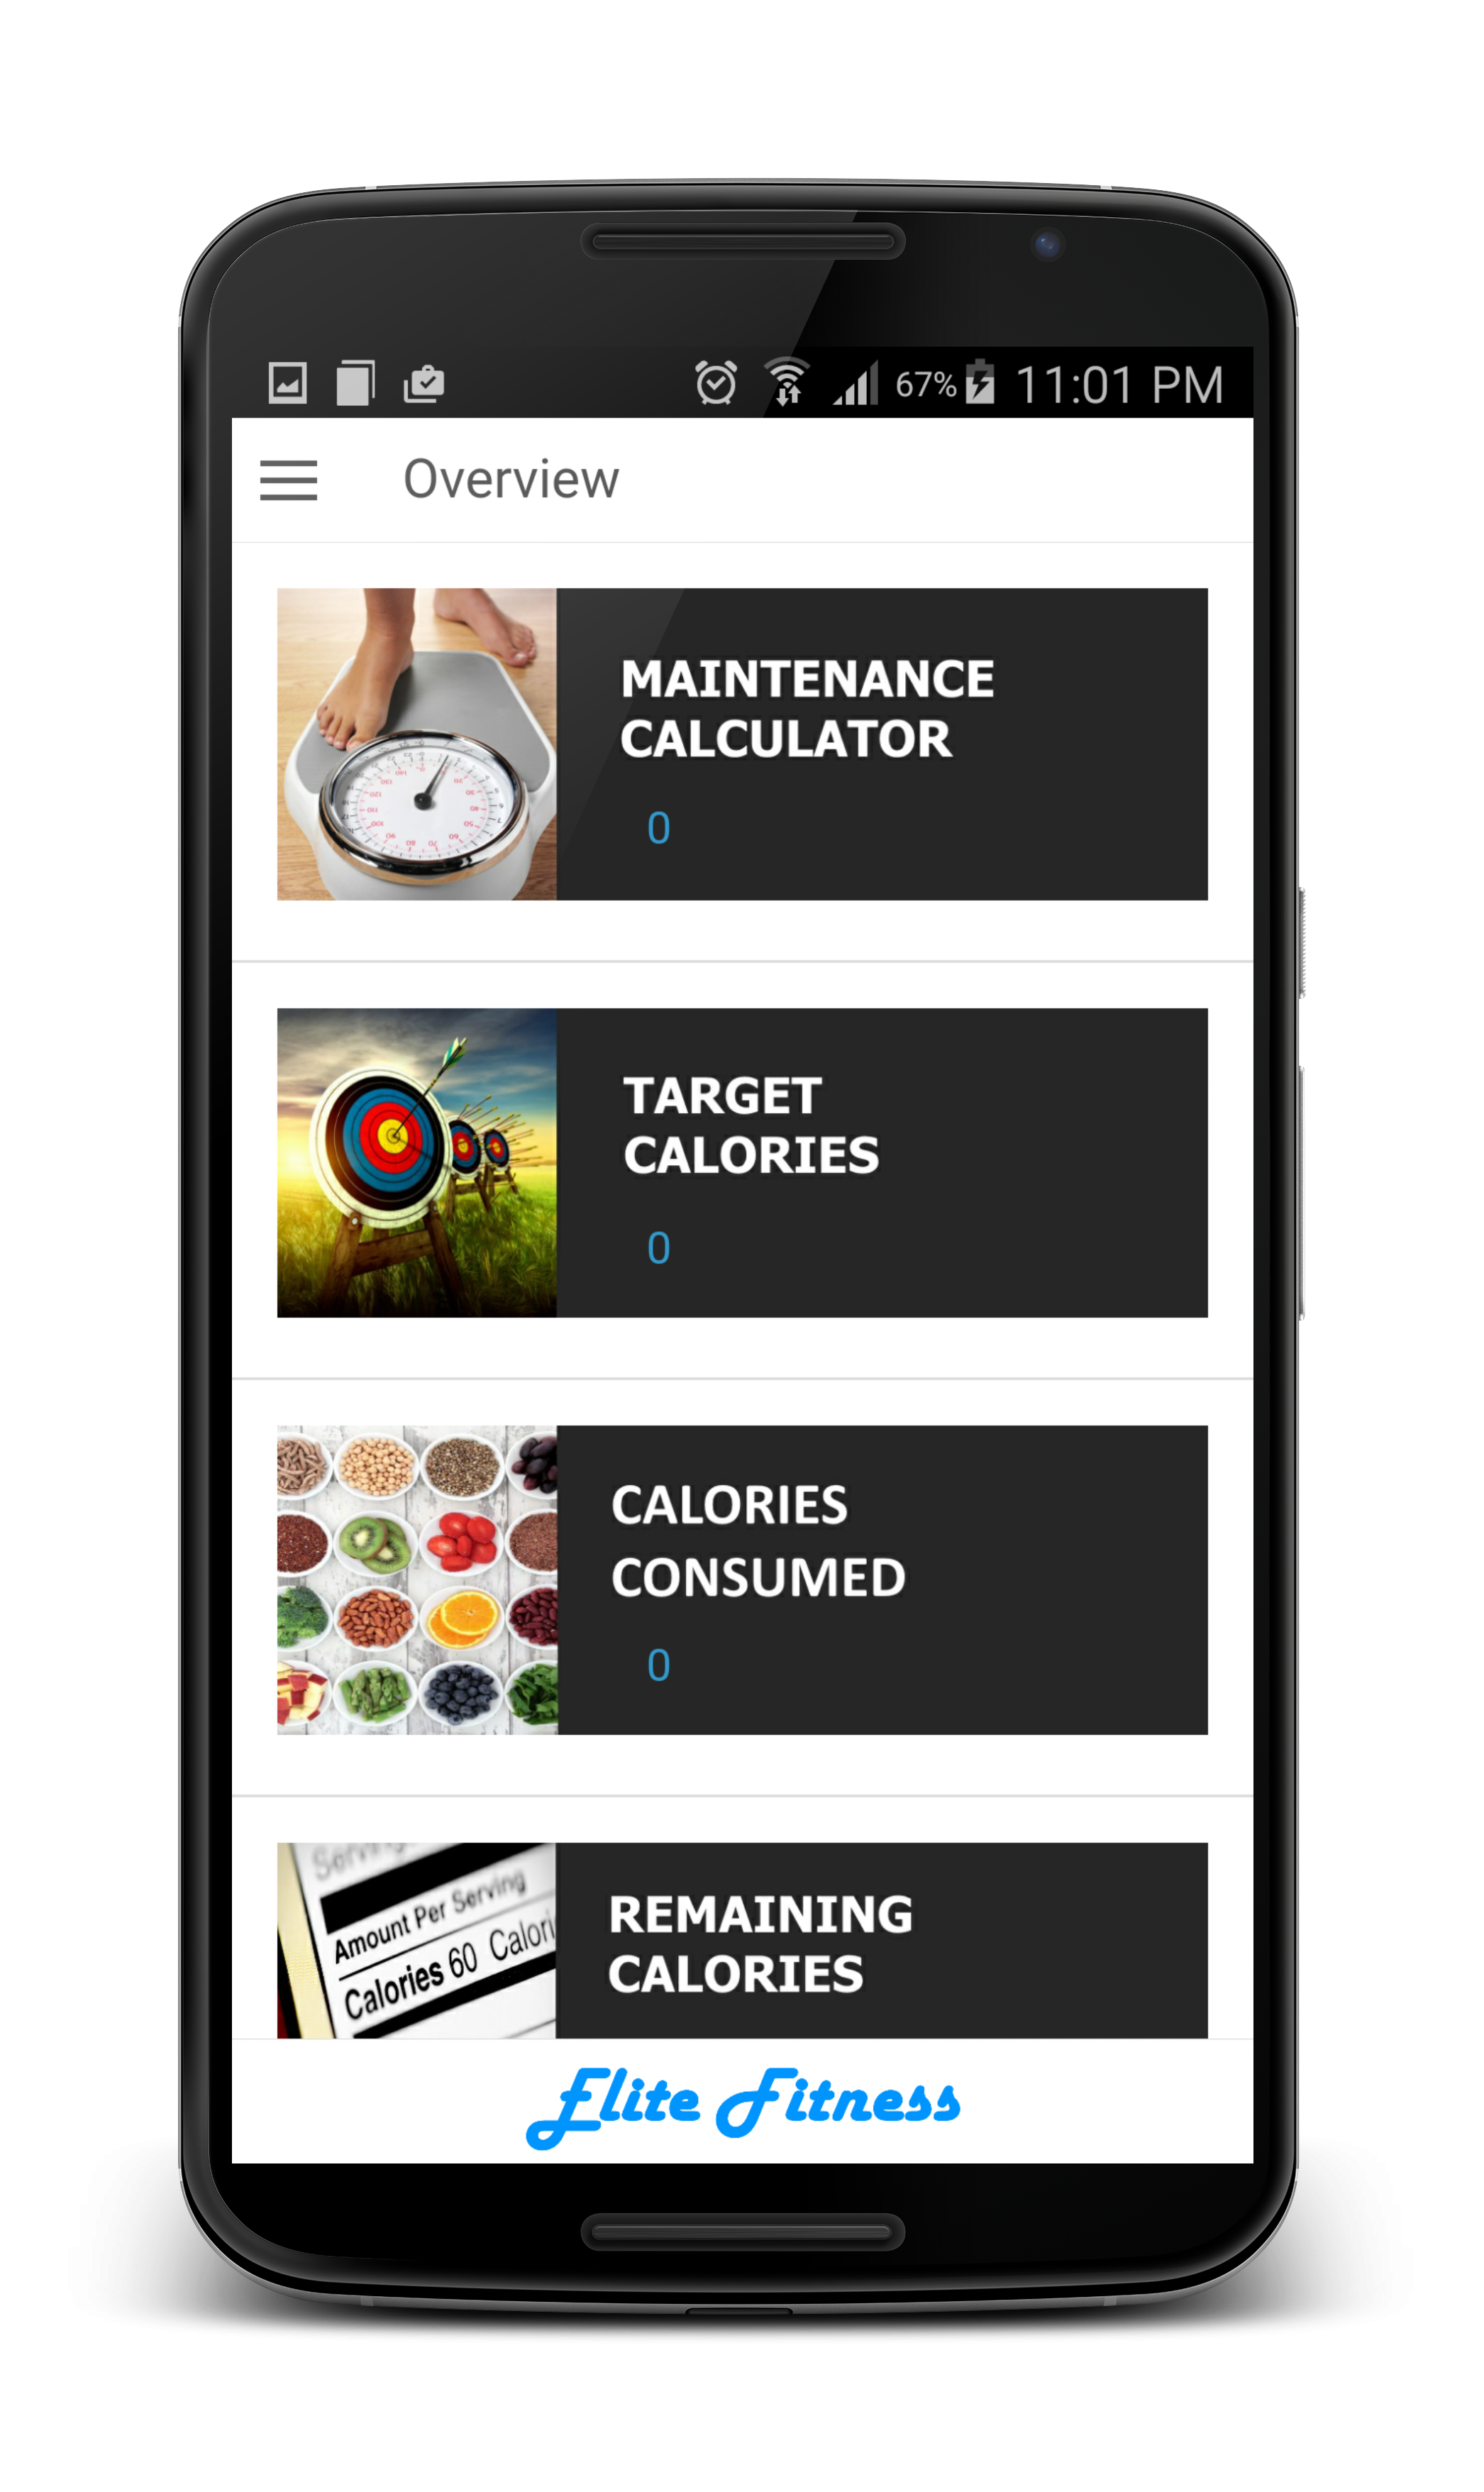 67% 11:01 PM
Overview
MAINTENANCE
CALCULATOR
0
TARGET
CALORIES
0
CALORIES
CONSUMED
0
Serving
Amount Per Serving
Calories 60 Calori
REMAINING
CALORIES
Elite Fitness